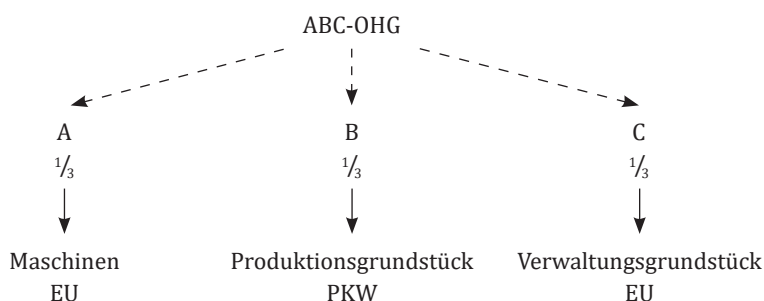 ABC-OHG
A B C
1/3 1/3 1/3
Maschinen Produktionsgrundstück Verwaltungsgrundstück
EU PKW EU